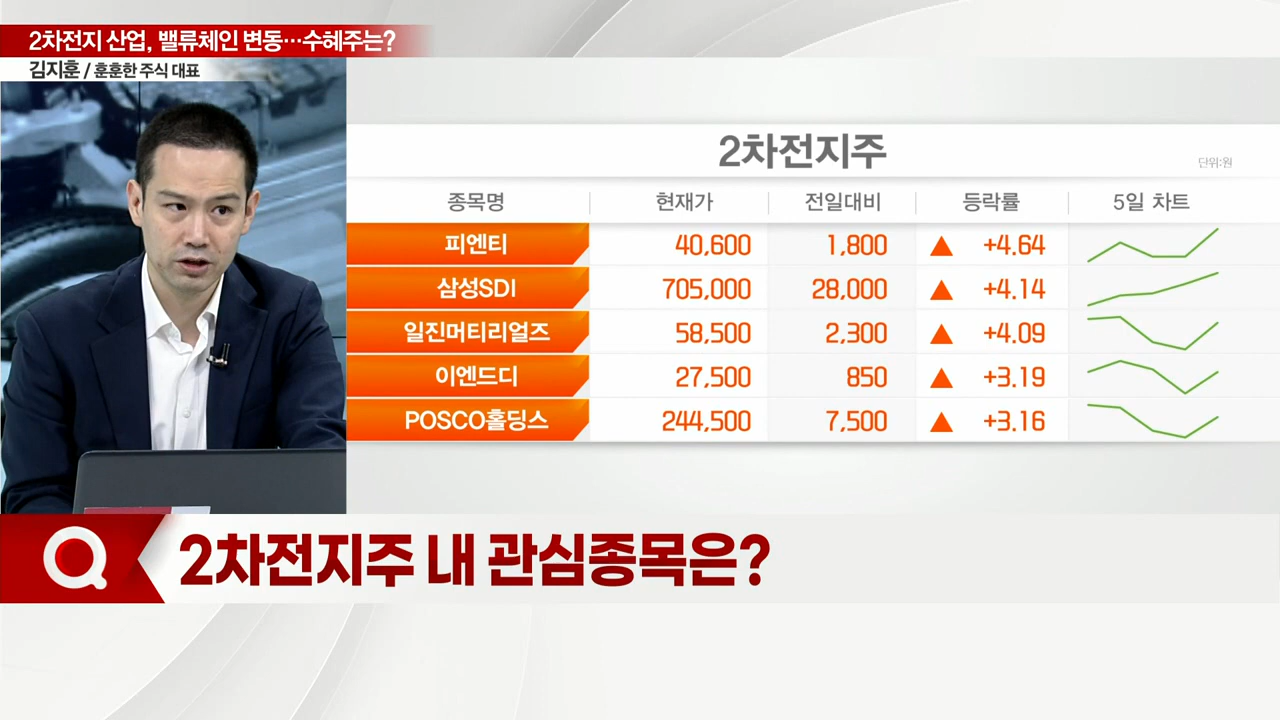 2차전지 산업, 밸류체인 변동…수혜주는?
김지훈 / 훈훈한 주식 대표
2차전지주
단위:원
종목명 현재가 전일대비 등락률 5일 차트
피엔티 40,600 1,800 ▲ +4.64
삼성SDI 705,000 28,000 ▲ +4.14
일진머티리얼즈 58,500 2,300 ▲ +4.09
이엔드디 27,500 850 ▲ +3.19
POSCO홀딩스 244,500 7,500 ▲ +3.16
Q 2차전지주 내 관심종목은?